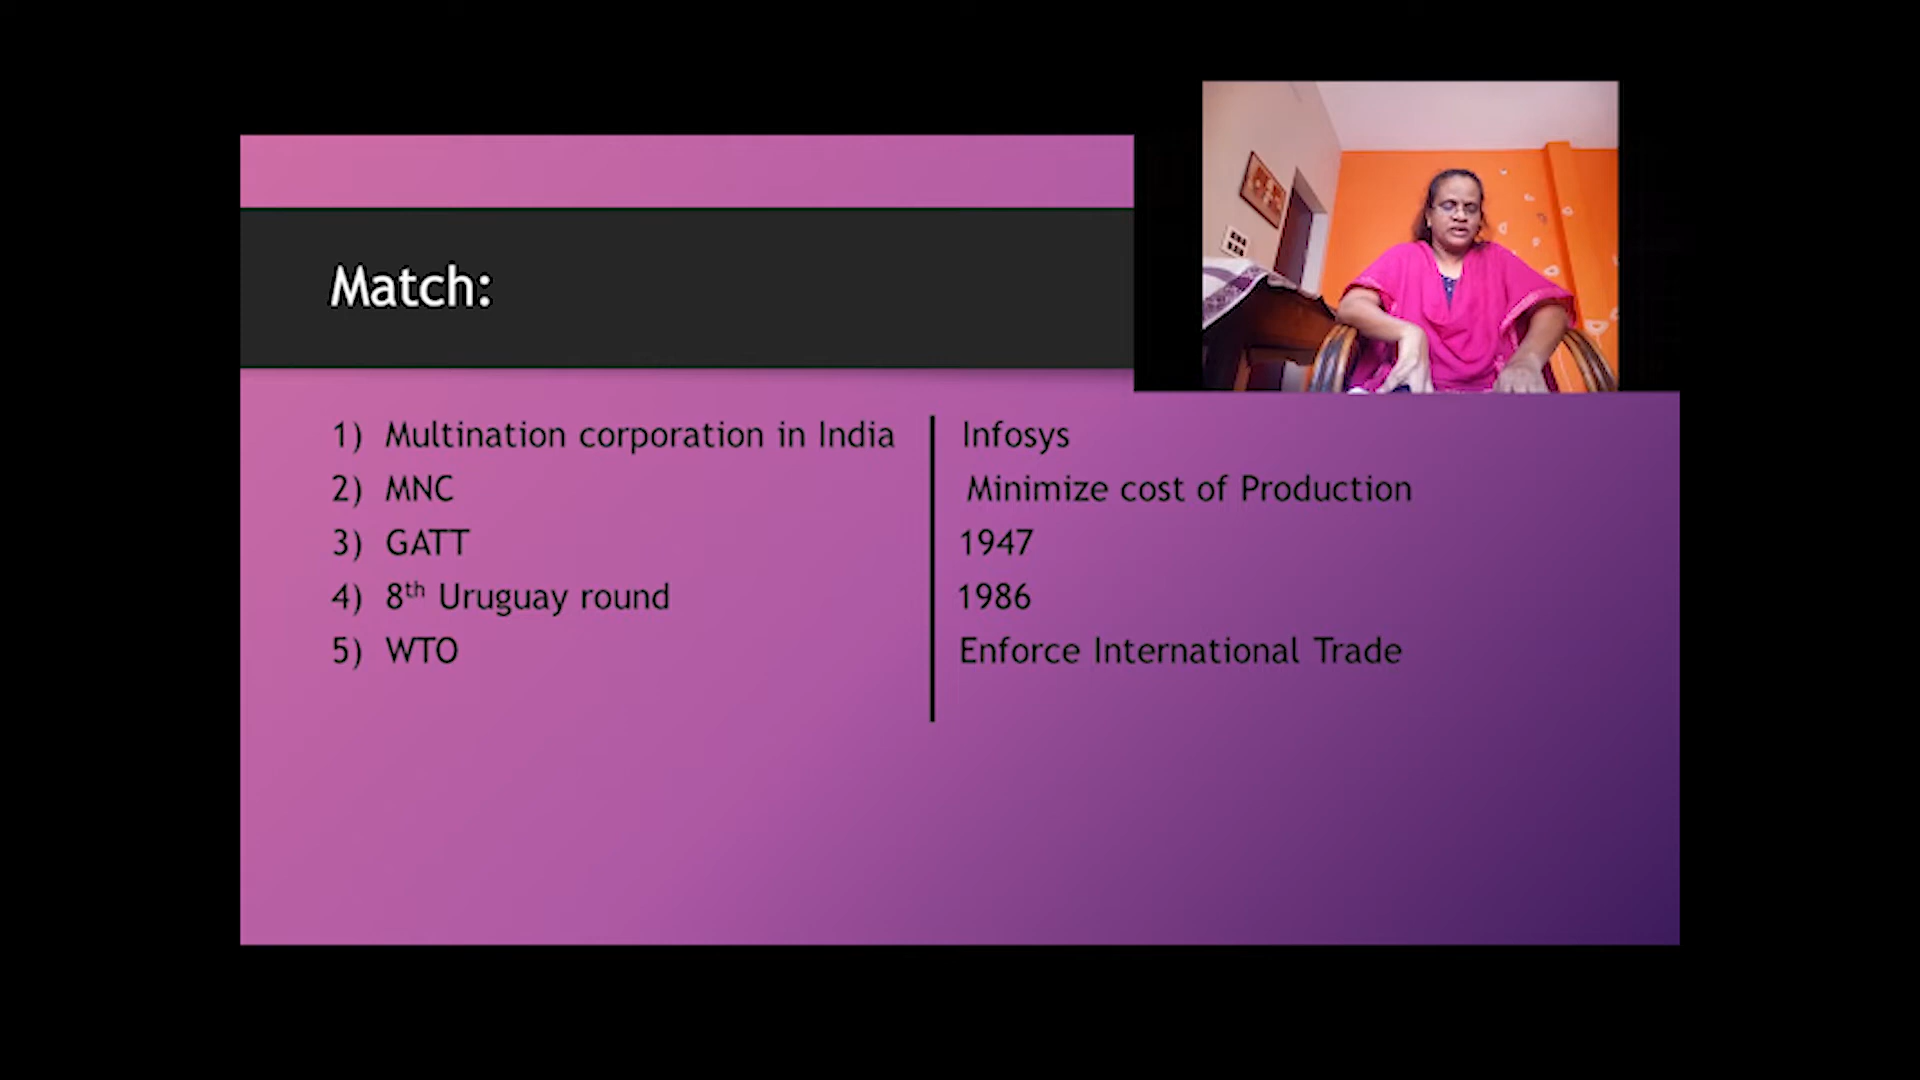 Match:
1) Multination corporation in India Infosys
2) MNC Minimize cost of Production
3) GATT 1947
4) 8th Uruguay round 1986
5) WTO Enforce International Trade